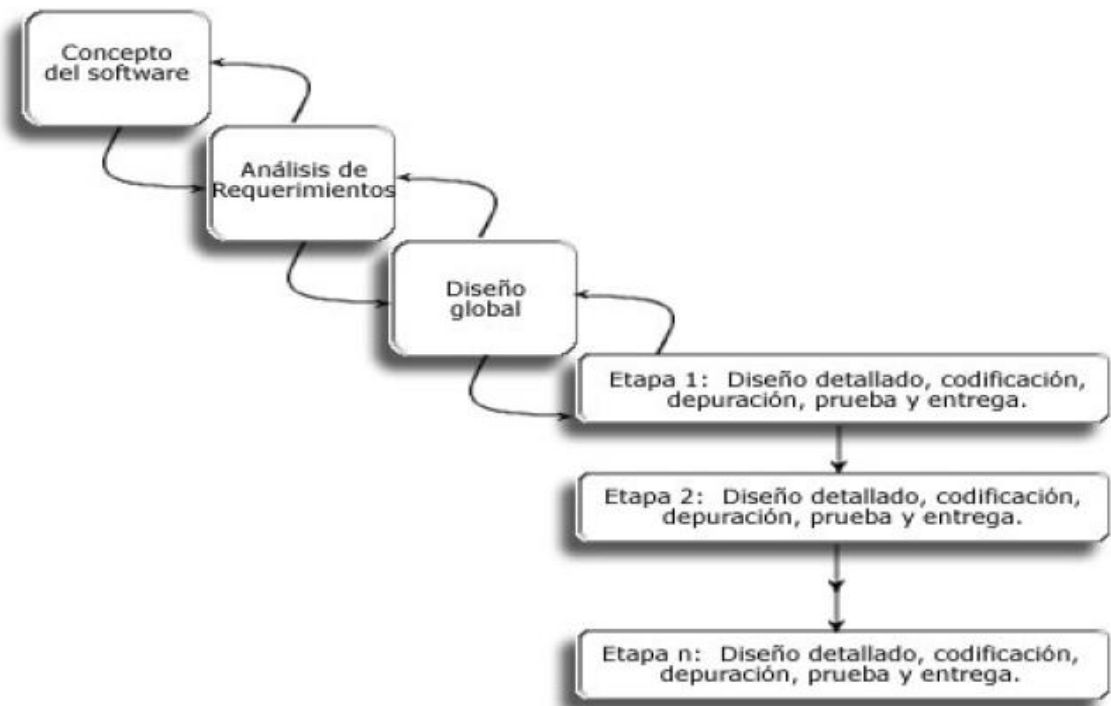 Concepto
del software
Análisis de
Requerimientos
Diseño
global
Etapa 1: Diseño detallado, codificación,
depuración, prueba y entrega.
Etapa 2: Diseño detallado, codificación,
depuración, prueba y entrega.
Etapa n: Diseño detallado, codificación,
depuración, prueba y entrega.